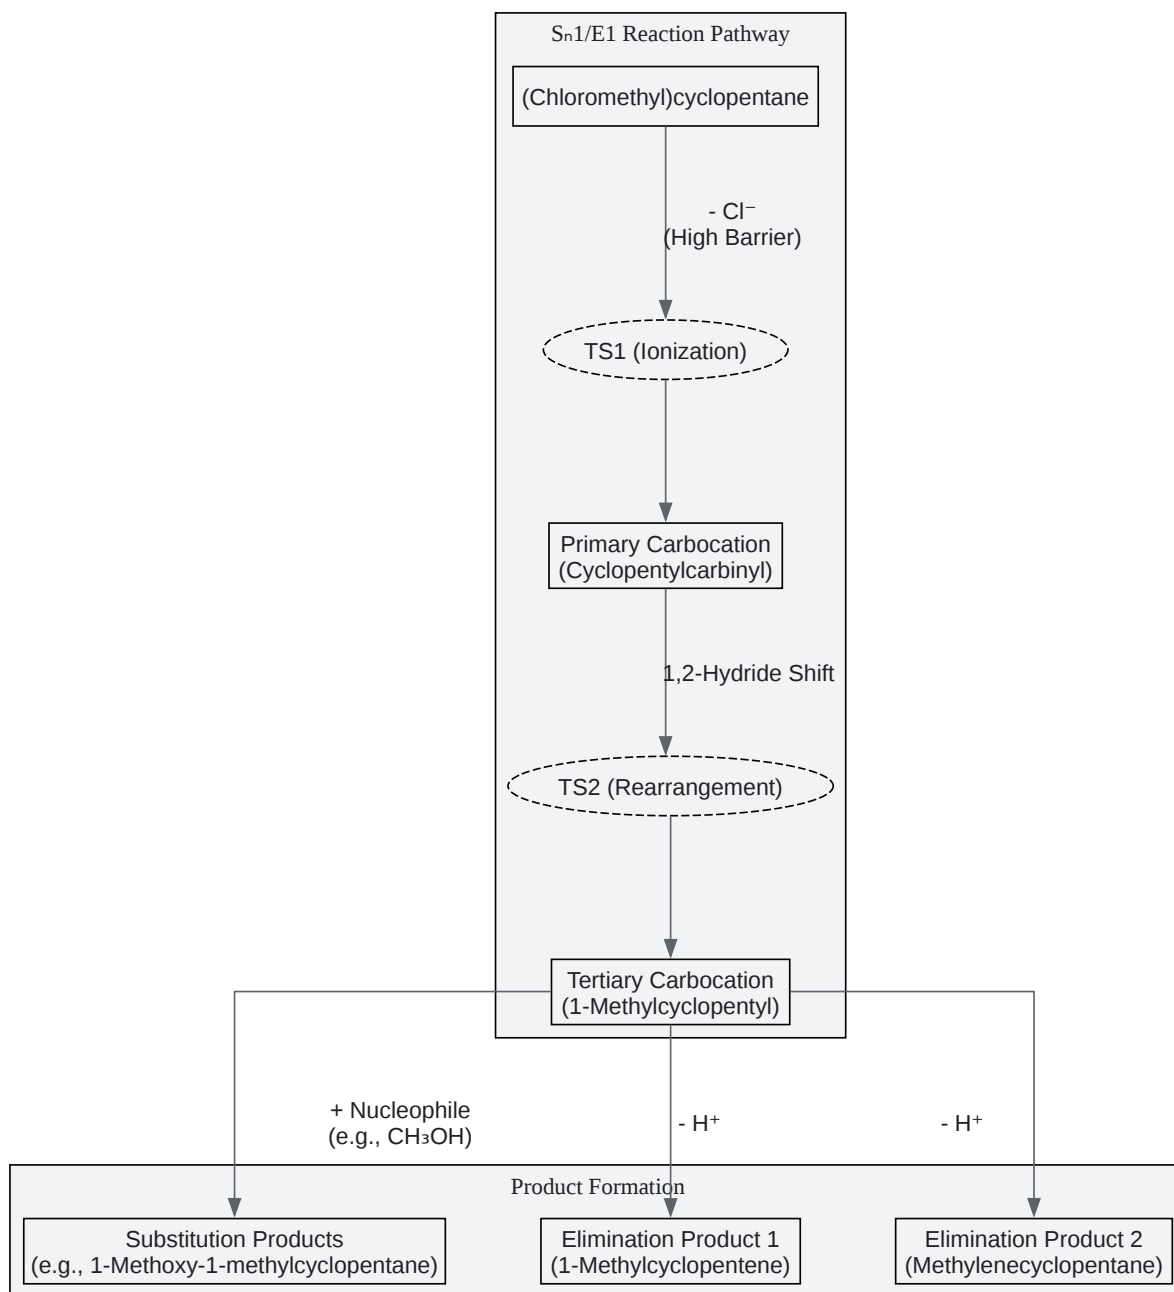 Sₙ1/E1 Reaction Pathway
(Chloromethyl)cyclopentane
- Cl⁻
(High Barrier)
TS1 (Ionization)
Primary Carbocation
(Cyclopentylcarbinyl)
1,2-Hydride Shift
TS2 (Rearrangement)
Tertiary Carbocation
(1-Methylcyclopentyl)
+ Nucleophile
(e.g., CH₃OH)
- H⁺
- H⁺
Product Formation
Substitution Products
(e.g., 1-Methoxy-1-methylcyclopentane)
Elimination Product 1
(1-Methylcyclopentene)
Elimination Product 2
(Methylenecyclopentane)